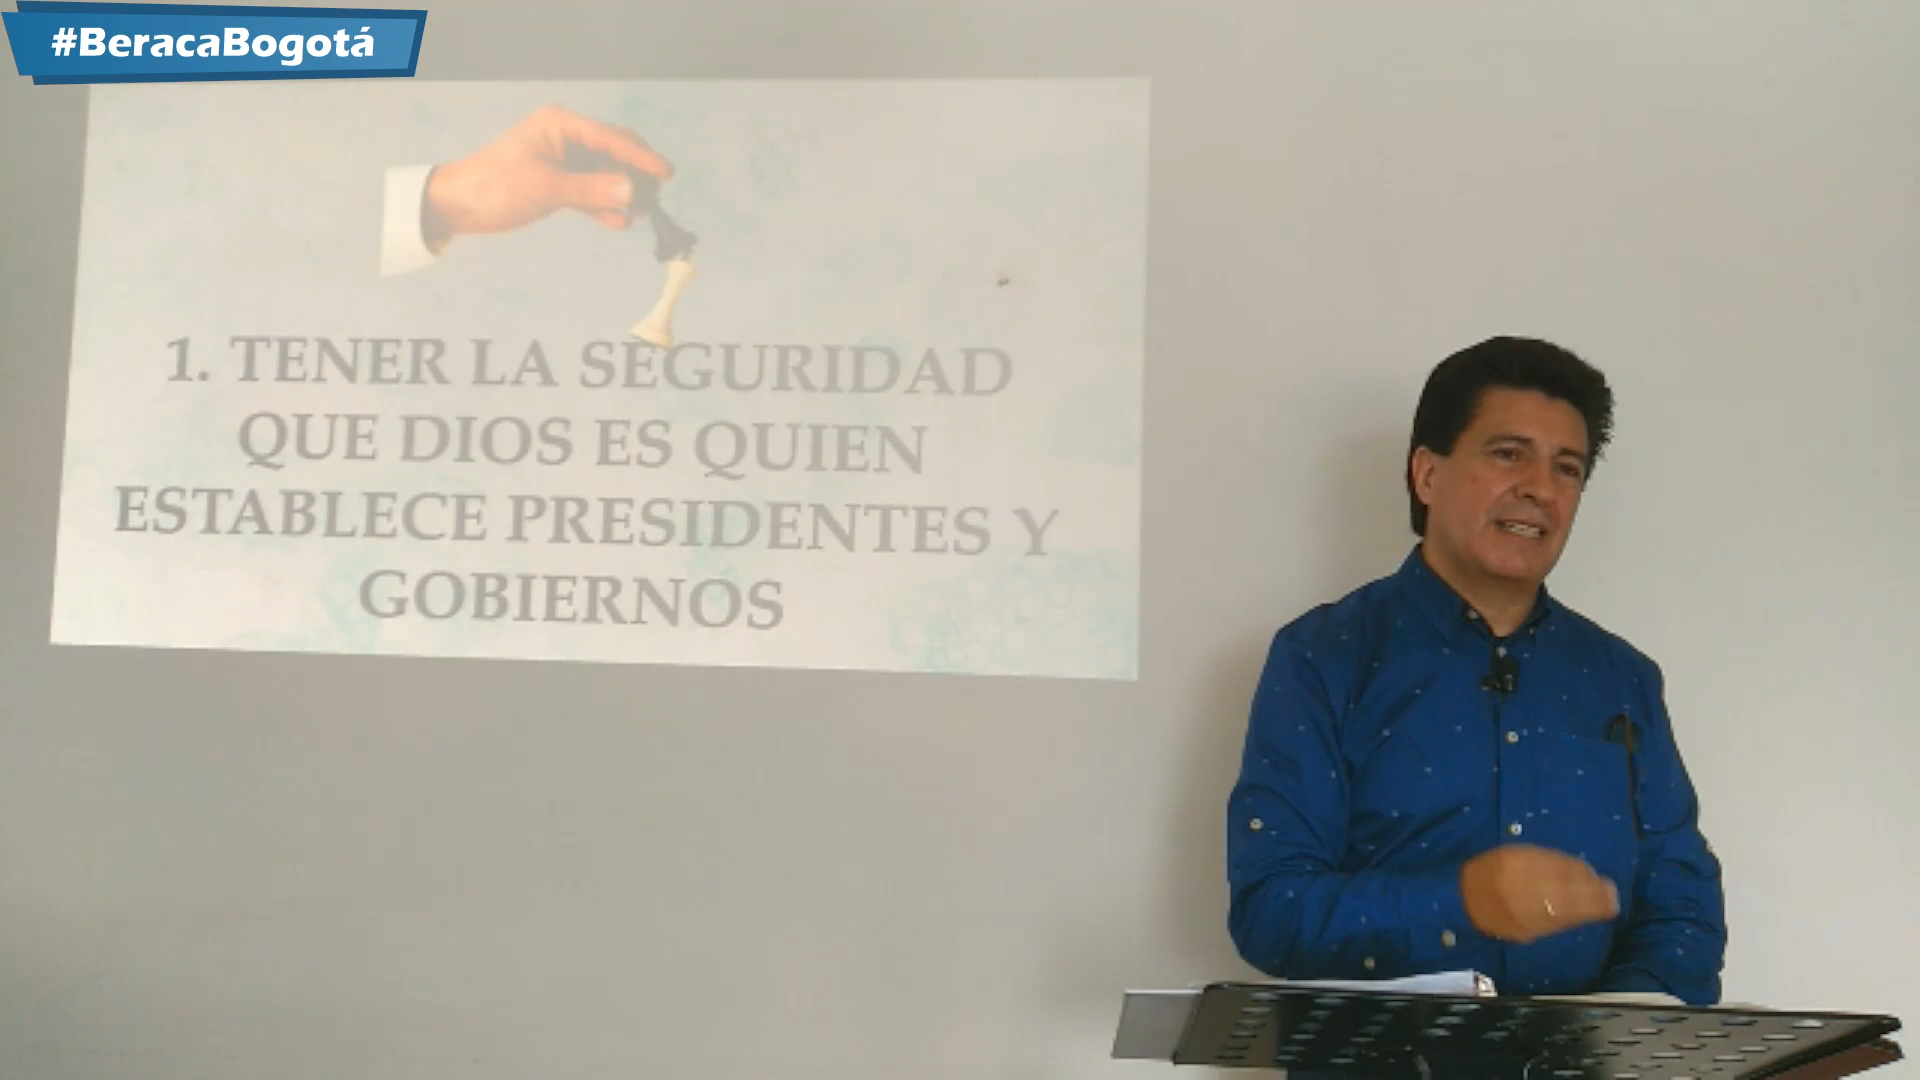 #BeracaBogotá
1. TENER LA SEGURIDAD
QUE DIOS ES QUIEN
ESTABLECE PRESIDENTES Y
GOBIERNOS